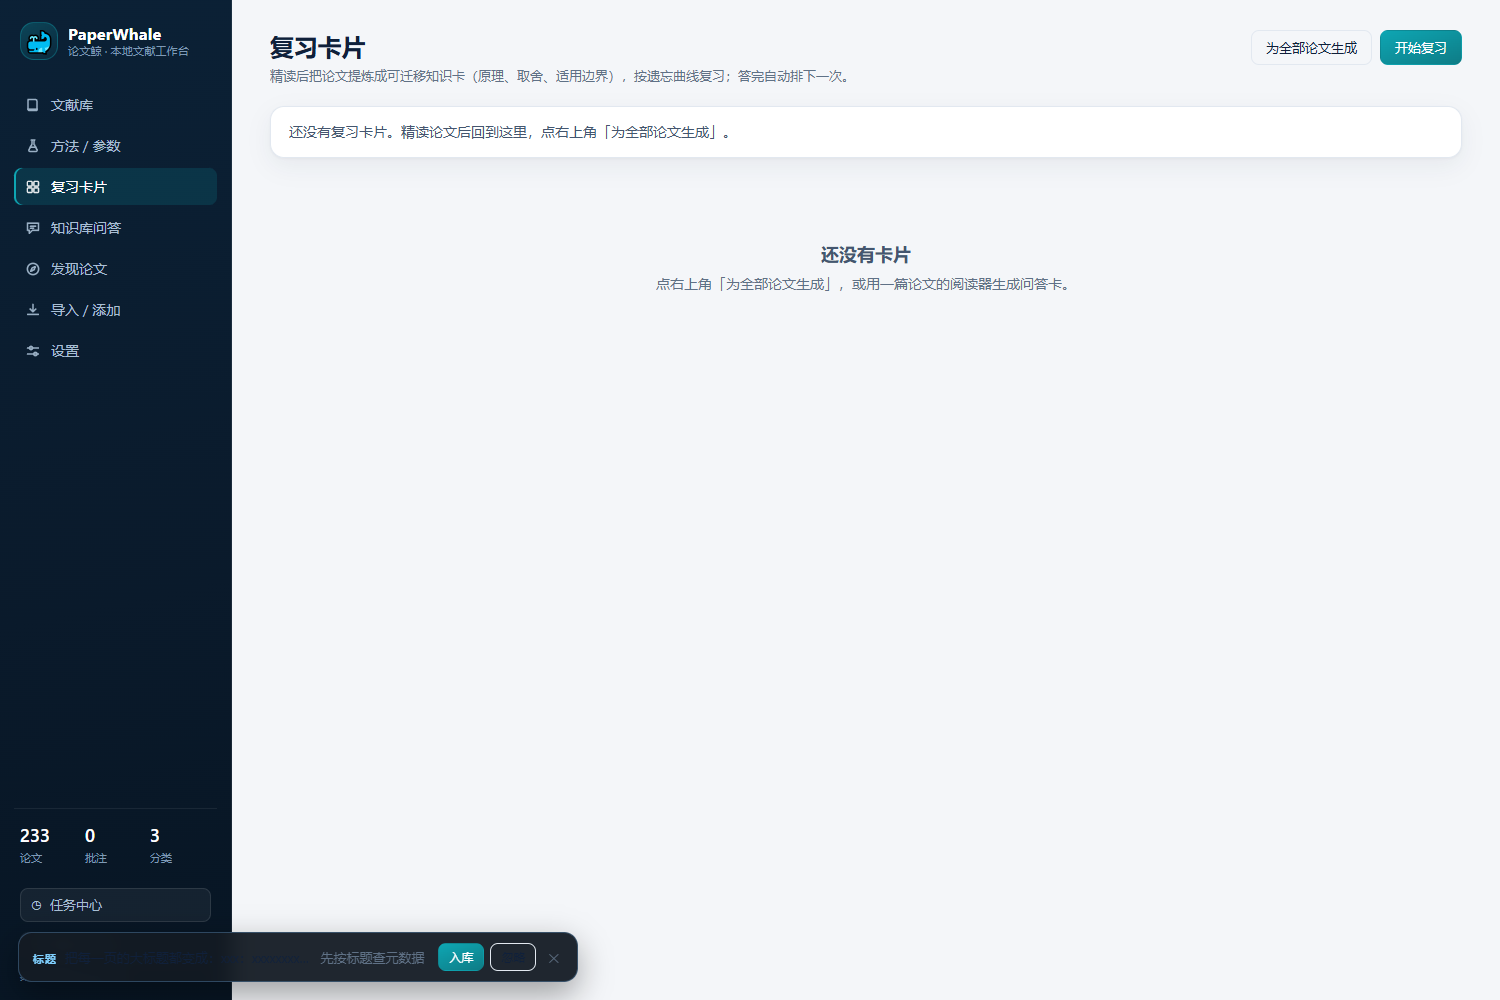 PaperWhale
论文鲸 · 本地文献工作台
文献库
方法 / 参数
复习卡片
知识库问答
发现论文
导入 / 添加
设置
233
0
3
论文
批注
分类
任务中心
复习卡片
精读后把论文提炼成可迁移知识卡（原理、取舍、适用边界），按遗忘曲线复习；答完自动排下一次。
为全部论文生成
开始复习
还没有复习卡片。精读论文后回到这里，点右上角「为全部论文生成」。
还没有卡片
点右上角「为全部论文生成」，或用一篇论文的阅读器生成问答卡。
标题
先按标题查元数据
入库